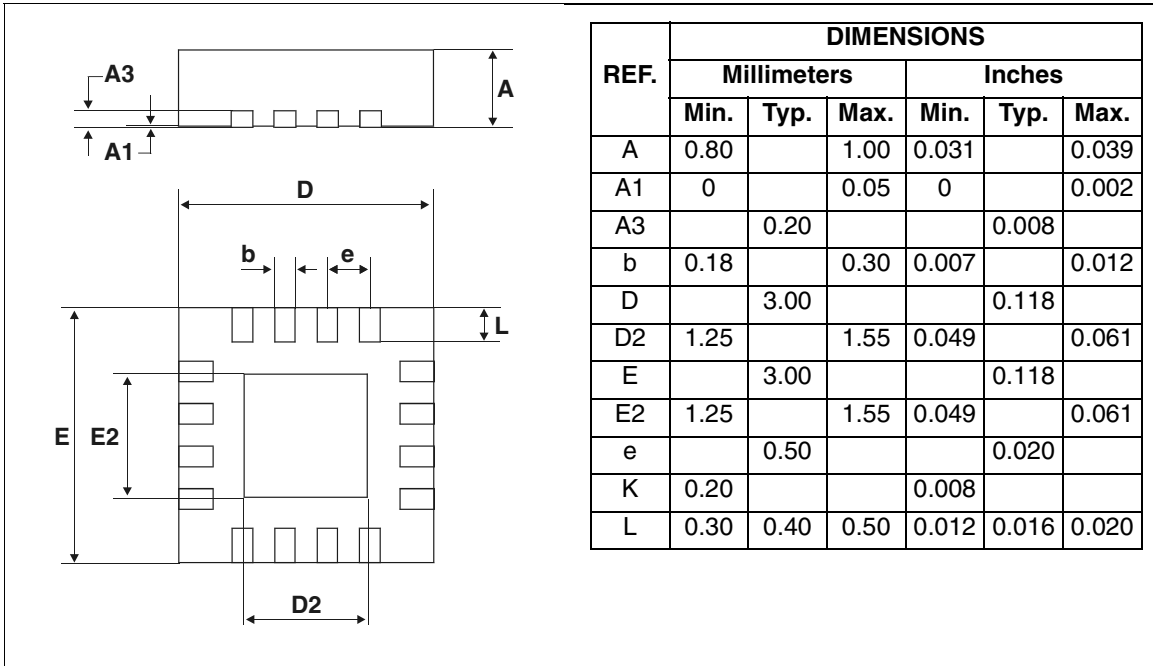 A3
A
A1
D
b e
L
E E2
D2
DIMENSIONS
REF. Millimeters Inches
Min. Typ. Max. Min. Typ. Max.
A 0.80 1.00 0.031 0.039
A1 0 0.05 0 0.002
A3 0.20 0.008
b 0.18 0.30 0.007 0.012
D 3.00 0.118
D2 1.25 1.55 0.049 0.061
E 3.00 0.118
E2 1.25 1.55 0.049 0.061
e 0.50 0.020
K 0.20 0.008
L 0.30 0.40 0.50 0.012 0.016 0.020